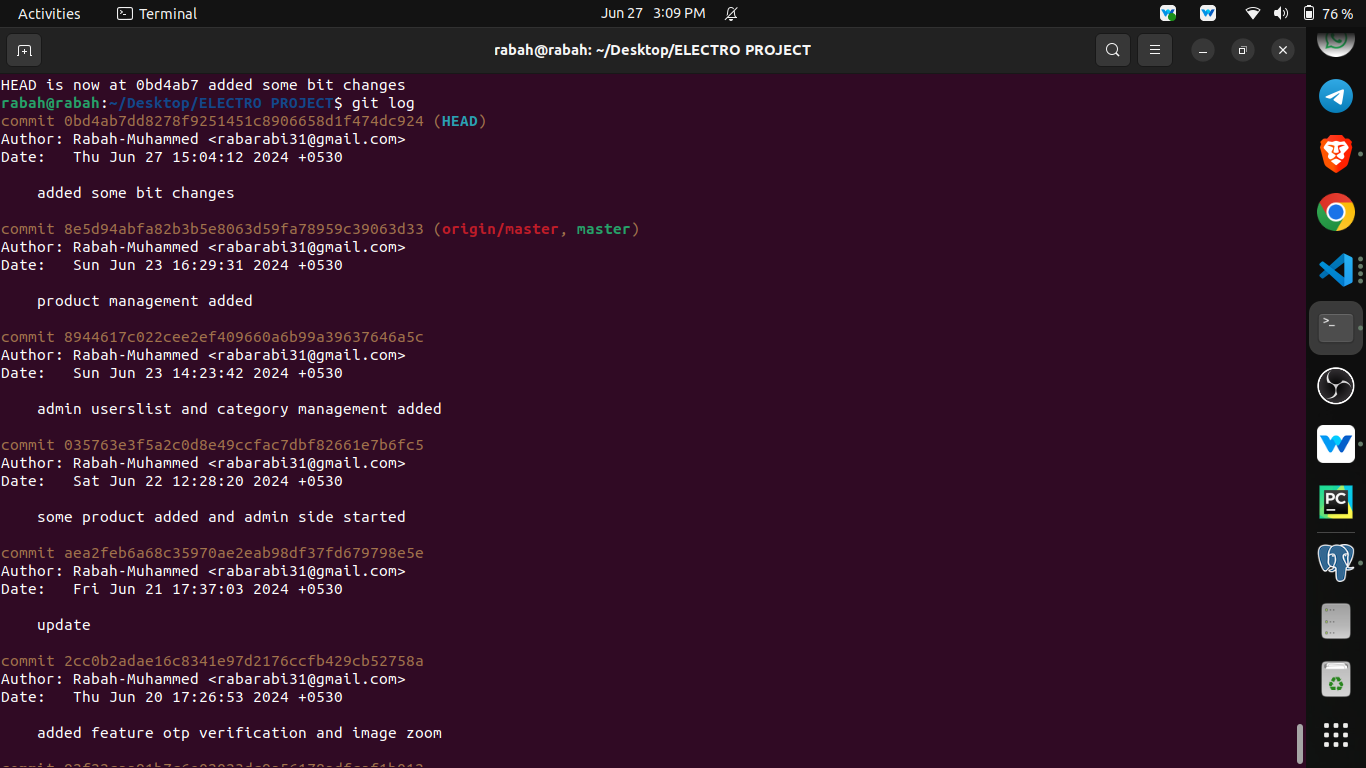 Activities
Terminal
Jun 27 3:09 PM
76 %
rabah@rabah: ~/Desktop/ELECTRO PROJECT
HEAD is now at 0bd4ab7 added some bit changes
rabah@rabah:~/Desktop/ELECTRO PROJECT$ git log
commit 0bd4ab7dd8278f9251451c8906658d1f474dc924 (HEAD)
Author: Rabah-Muhammed <rabarabi31@gmail.com>
Date:   Thu Jun 27 15:04:12 2024 +0530
added some bit changes
commit 8e5d94abfa82b3b5e8063d59fa78959c39063d33 (origin/master, master)
Author: Rabah-Muhammed <rabarabi31@gmail.com>
Date:   Sun Jun 23 16:29:31 2024 +0530
product management added
commit 8944617c022cee2ef409660a6b99a39637646a5c
Author: Rabah-Muhammed <rabarabi31@gmail.com>
Date:   Sun Jun 23 14:23:42 2024 +0530
admin userslist and category management added
commit 035763e3f5a2c0d8e49ccfac7dbf82661e7b6fc5
Author: Rabah-Muhammed <rabarabi31@gmail.com>
Date:   Sat Jun 22 12:28:20 2024 +0530
some product added and admin side started
commit aea2feb6a68c35970ae2eab98df37fd679798e5e
Author: Rabah-Muhammed <rabarabi31@gmail.com>
Date:   Fri Jun 21 17:37:03 2024 +0530
update
commit 2cc0b2adae16c8341e97d2176ccfb429cb52758a
Author: Rabah-Muhammed <rabarabi31@gmail.com>
Date:   Thu Jun 20 17:26:53 2024 +0530
added feature otp verification and image zoom
commit
PC